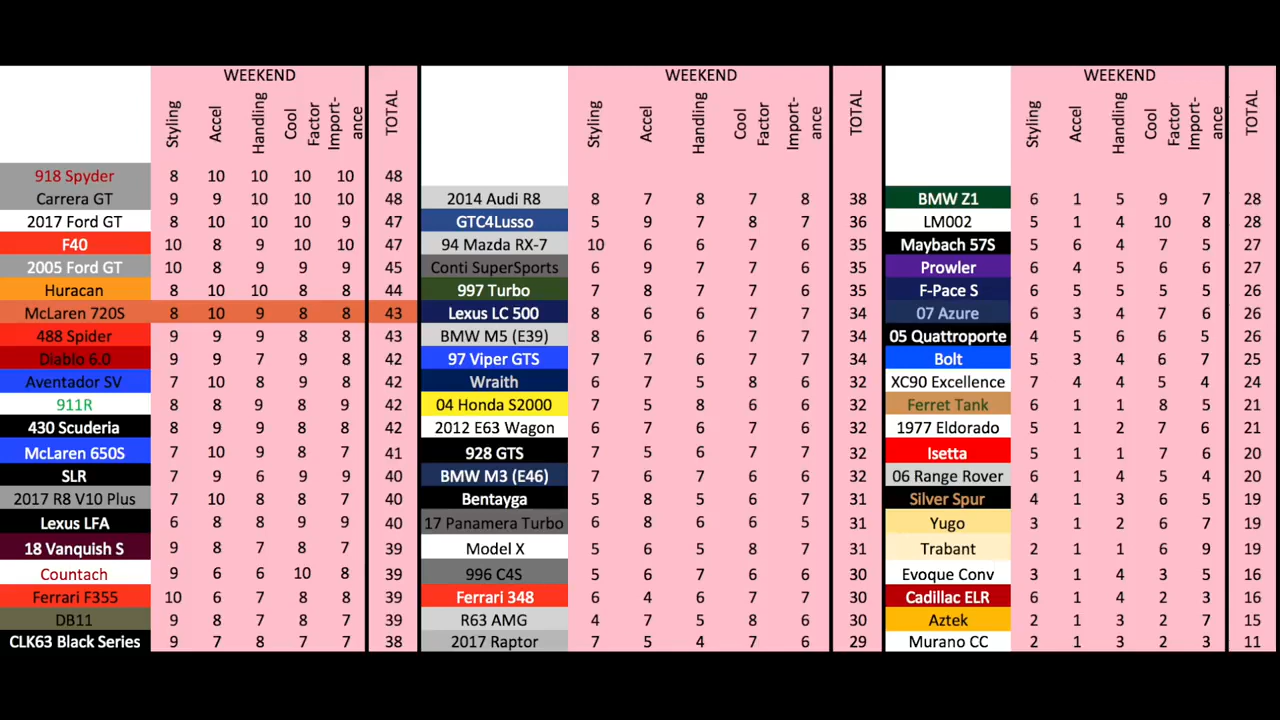 WEEKEND WEEKEND WEEKEND
Styling Accel Handling Cool Factor Import-ance TOTAL Styling Accel Handling Cool Factor Import-ance TOTAL Styling Accel Handling Cool Factor Import-ance TOTAL
918 Spyder 8 10 10 10 10 48
Carrera GT 9 9 10 10 10 48 2014 Audi R8 8 7 8 7 8 38 BMW Z1 6 1 5 9 7 28
2017 Ford GT 8 10 10 10 9 47 GTC4Lusso 5 9 7 8 7 36 LM002 5 1 4 10 8 28
F40 10 8 9 10 10 47 94 Mazda RX-7 10 6 6 7 6 35 Maybach 57S 5 6 4 7 5 27
2005 Ford GT 10 8 9 9 9 45 Conti SuperSports 6 9 7 7 6 35 Prowler 6 4 5 6 6 27
Huracan 8 10 10 8 8 44 997 Turbo 7 8 7 7 6 35 F-Pace S 6 5 5 5 5 26
McLaren 720S 8 10 9 8 8 43 Lexus LC 500 8 6 6 7 7 34 07 Azure 6 3 4 7 6 26
488 Spider 9 9 9 8 8 43 BMW M5 (E39) 8 6 7 7 6 34 05 Quattroporte 4 5 6 6 5 26
Diablo 6.0 9 9 7 9 8 42 97 Viper GTS 7 7 6 7 7 34 Bolt 5 3 4 6 7 25
Aventador SV 7 10 8 9 8 42 Wraith 6 7 5 8 6 32 XC90 Excellence 7 4 4 5 4 24
911R 8 8 9 8 9 42 04 Honda S2000 7 5 8 6 6 32 Ferret Tank 6 1 1 8 5 21
430 Scuderia 8 9 9 8 8 42 2012 E63 Wagon 6 7 6 7 6 32 1977 Eldorado 5 1 2 7 6 21
McLaren 650S 7 10 9 8 7 41 928 GTS 7 5 6 7 7 32 Isetta 5 1 1 7 6 20
SLR 7 9 6 9 9 40 BMW M3 (E46) 7 6 7 6 6 32 06 Range Rover 6 1 4 5 4 20
2017 R8 V10 Plus 7 10 8 8 7 40 Bentayga 5 8 5 6 7 31 Silver Spur 4 1 3 6 5 19
Lexus LFA 6 8 8 9 9 40 17 Panamera Turbo 6 8 6 6 5 31 Yugo 3 1 2 6 7 19
18 Vanquish S 9 8 7 8 7 39 Model X 5 6 5 8 7 31 Trabant 2 1 1 6 9 19
Countach 9 6 6 10 8 39 996 C4S 5 6 7 6 6 30 Evoque Conv 3 1 4 3 5 16
Ferrari F355 10 6 7 8 8 39 Ferrari 348 6 4 6 7 7 30 Cadillac ELR 6 1 4 2 3 16
DB11 9 8 7 8 7 39 R63 AMG 4 7 5 8 6 30 Aztek 2 1 3 2 7 15
CLK63 Black Series 9 7 8 7 7 38 2017 Raptor 7 5 4 7 6 29 Murano CC 2 1 3 2 3 11